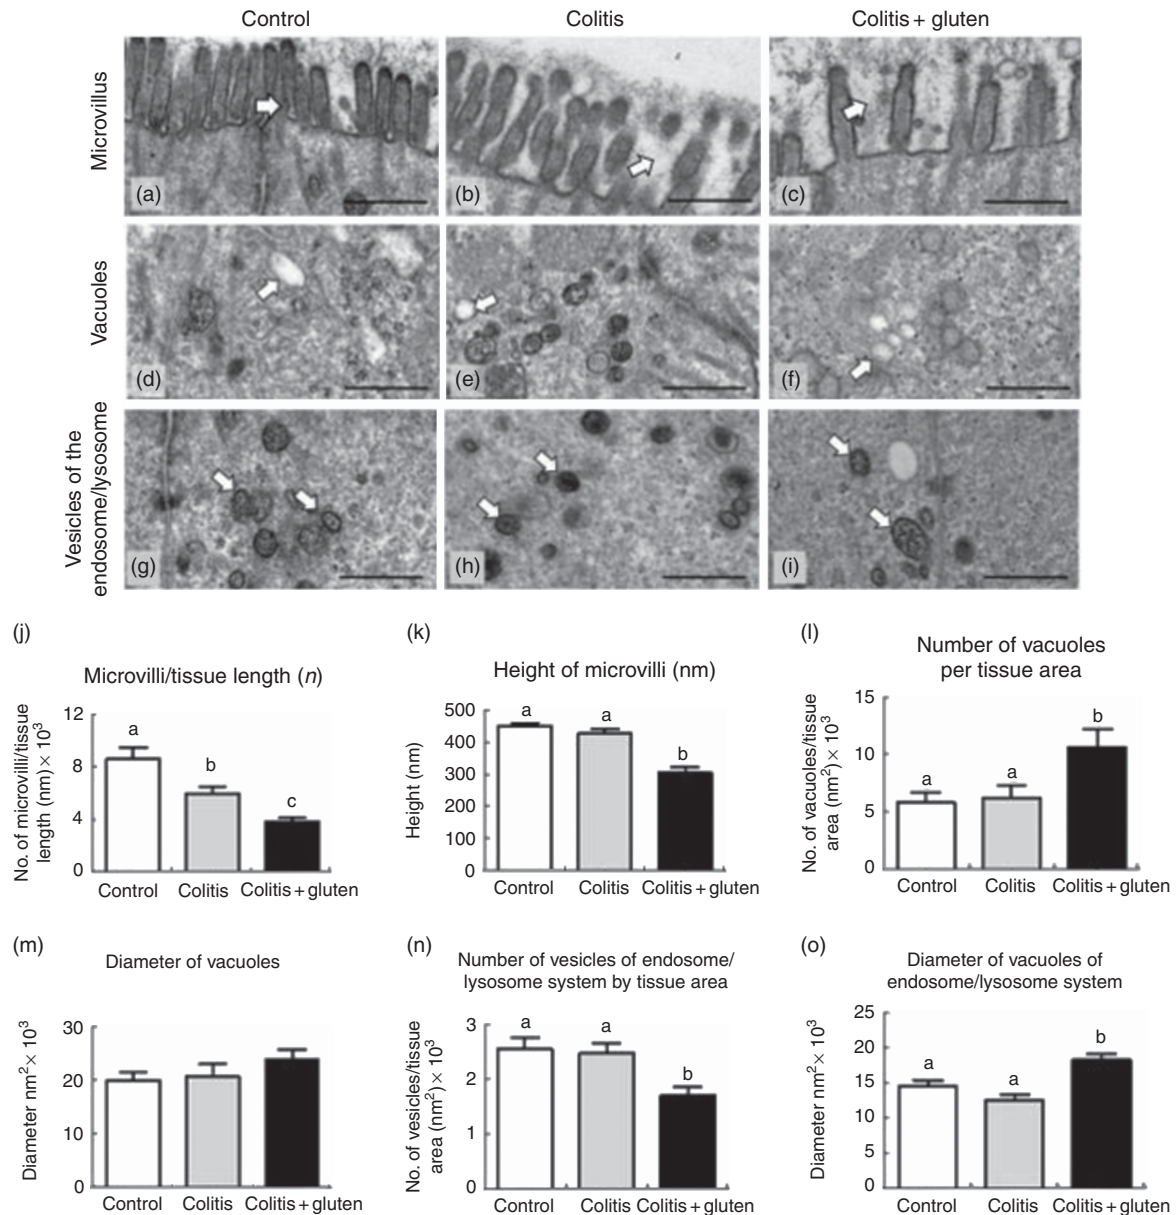 Control Colitis Colitis + gluten
Microvillus
(a) (b) (c)
Vacuoles
(d) (e) (f)
Vesicles of the
endosome/lysosome
(g) (h) (i)
(j)
Microvilli/tissue length (n)
No. of microvilli/tissue
length (nm) × 10³
12
8
4
0
a
b
c
Control Colitis Colitis + gluten
(k)
Height of microvilli (nm)
Height (nm)
500
400
300
200
100
0
a
a
b
Control Colitis Colitis + gluten
(l)
Number of vacuoles
per tissue area
No. of vacuoles/tissue
area (nm²) × 10³
15
10
5
0
a
a
b
Control Colitis Colitis + gluten
(m)
Diameter of vacuoles
Diameter nm² × 10³
30
20
10
0
Control Colitis Colitis + gluten
(n)
Number of vesicles of endosome/
lysosome system by tissue area
No. of vesicles/tissue
area (nm²) × 10³
3
2
1
0
a
a
b
Control Colitis Colitis + gluten
(o)
Diameter of vacuoles of
endosome/lysosome system
Diameter nm² × 10³
25
20
15
10
5
0
a
a
b
Control Colitis Colitis + gluten